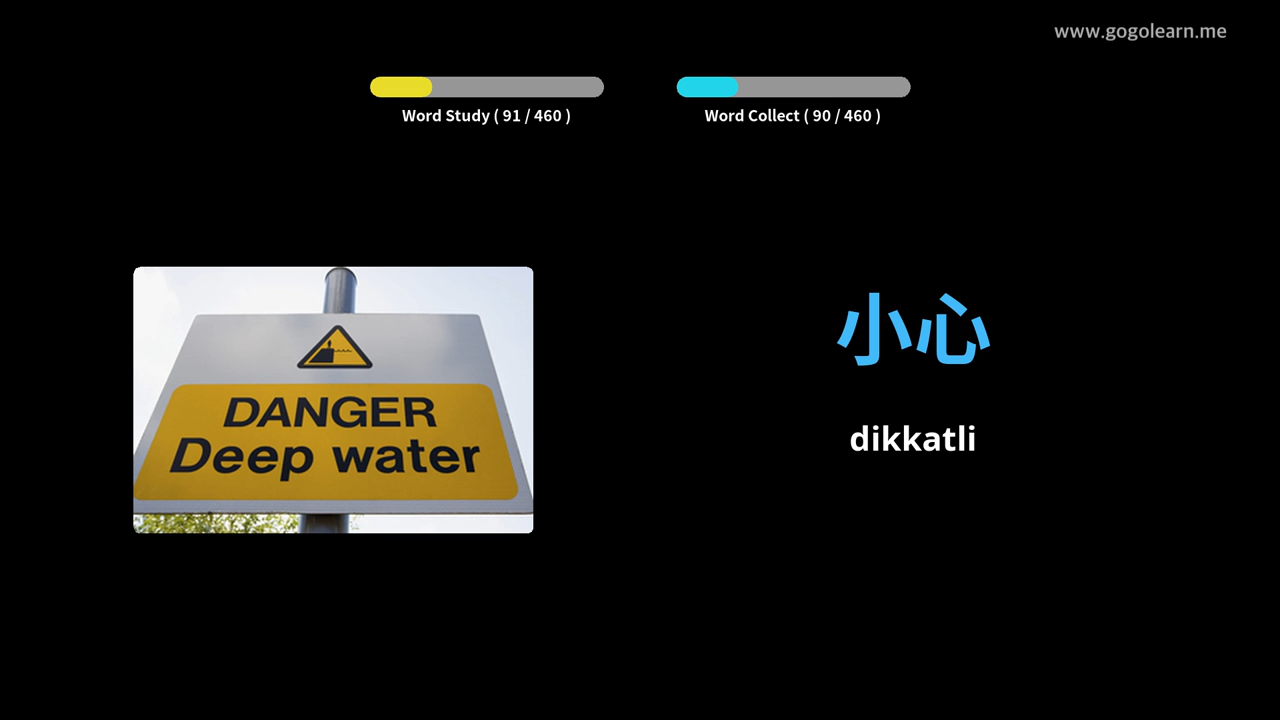 www.gogolearn.me
Word Study ( 91 / 460 )
Word Collect ( 90 / 460 )
DANGER
Deep water
小心
dikkatli